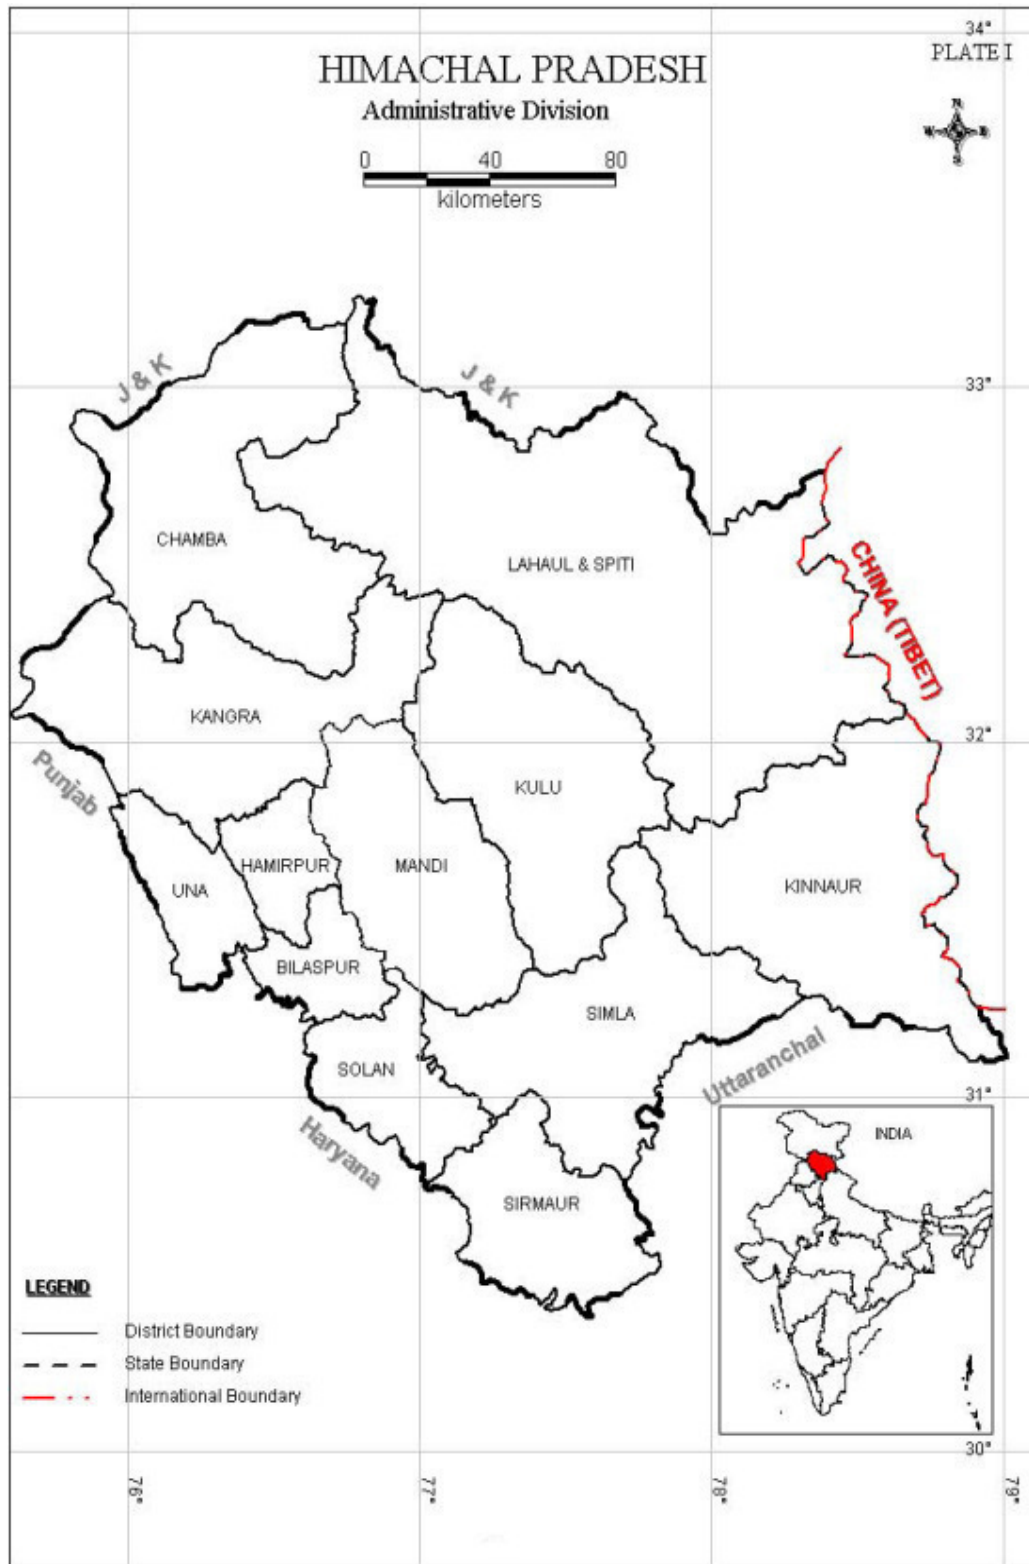 34°
PLATE I
HIMACHAL PRADESH
Administrative Division
N
W E
S
0 40 80
kilometers
J & K
J & K
33°
CHAMBA
LAHAUL & SPITI
CHINA (TIBET)
KANGRA
32°
Punjab
KULU
HAMIRPUR
MANDI
UNA
KINNAUR
BILASPUR
SIMLA
SOLAN
Uttaranchal
31°
Haryana
INDIA
SIRMAUR
LEGEND
District Boundary
State Boundary
International Boundary
30°
76° 77° 78° 79°